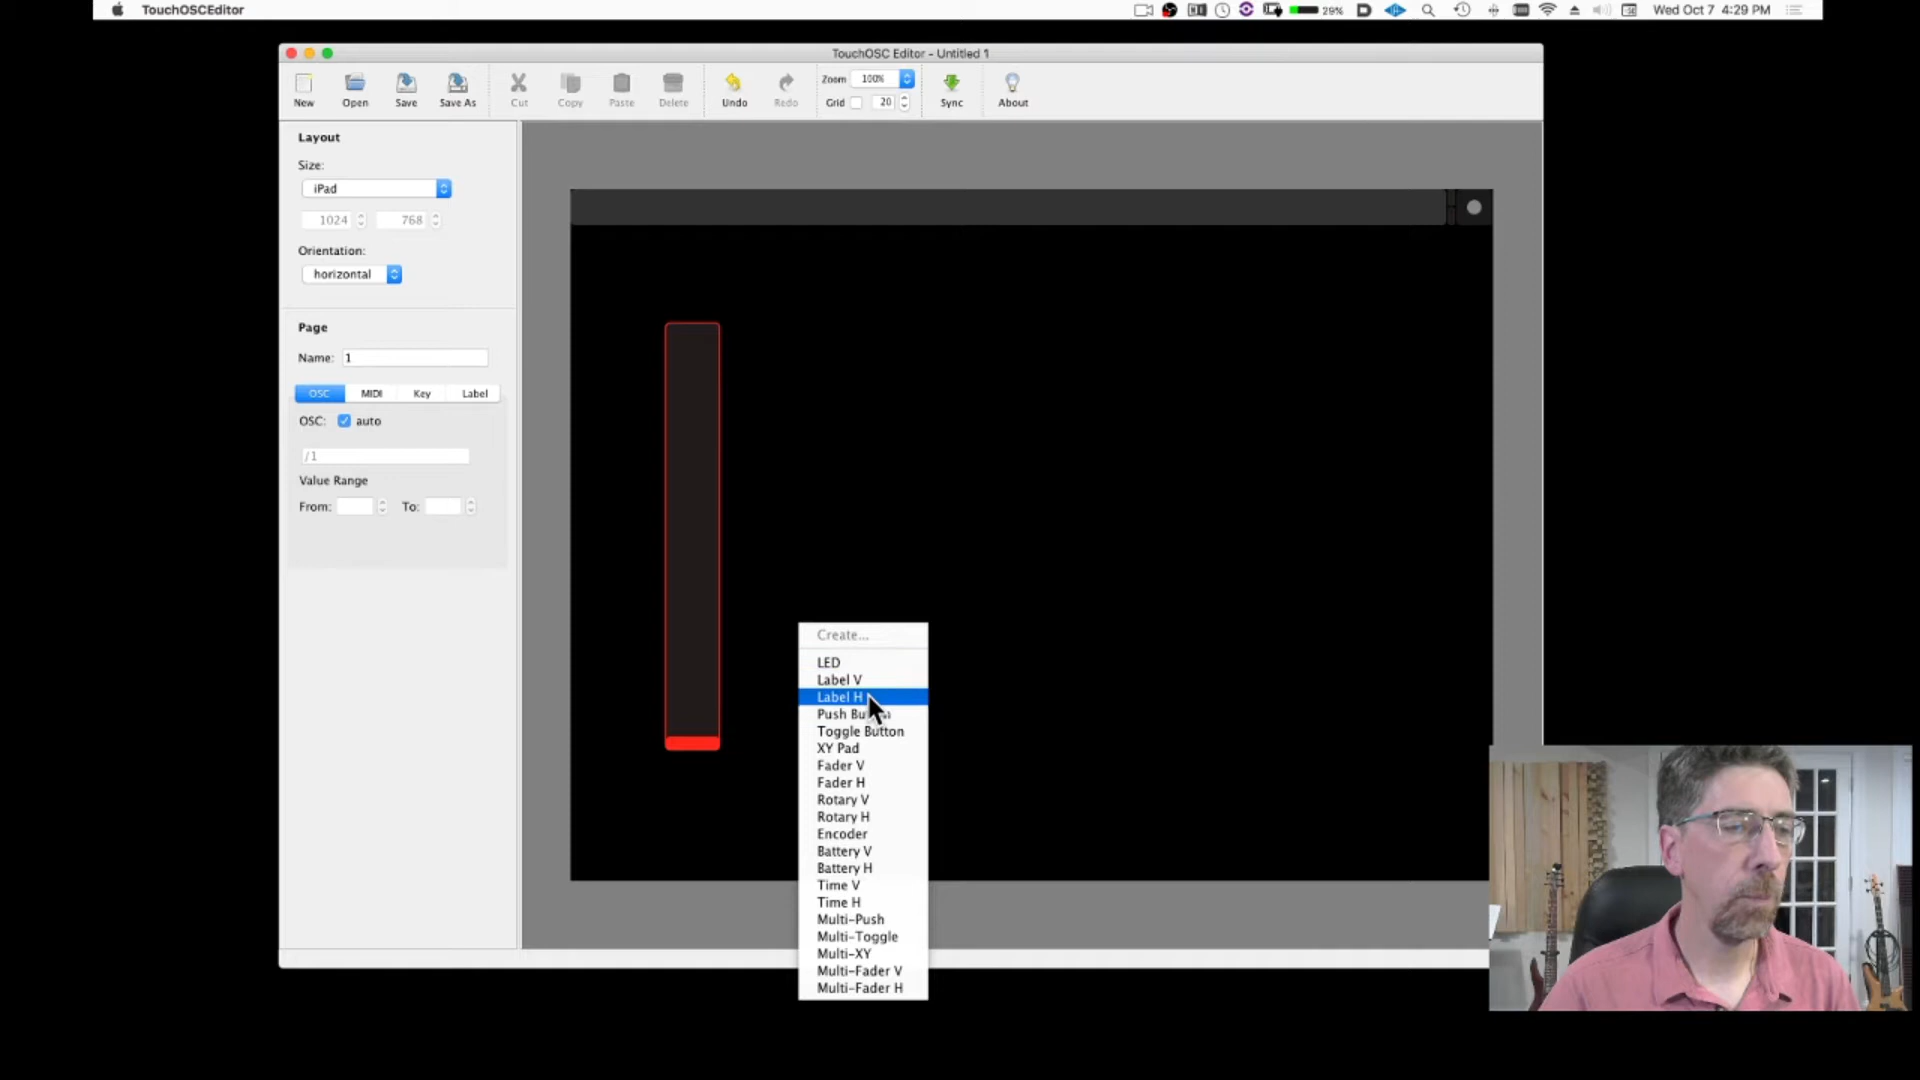 TouchOSCEditor
29%
Wed Oct 7 4:29 PM
TouchOSC Editor - Untitled 1
New
Open
Save
Save As
Cut
Copy
Paste
Delete
Undo
Redo
Zoom 100%
Grid 20
Sync
About
Layout
Size:
iPad
1024 768
Orientation:
horizontal
Page
Name: 1
OSC MIDI Key Label
OSC: auto
/1
Value Range
From: To:
Create...
LED
Label V
Label H
Push
Toggle Button
XY Pad
Fader V
Fader H
Rotary V
Rotary H
Encoder
Battery V
Battery H
Time V
Time H
Multi-Push
Multi-Toggle
Multi-XY
Multi-Fader V
Multi-Fader H